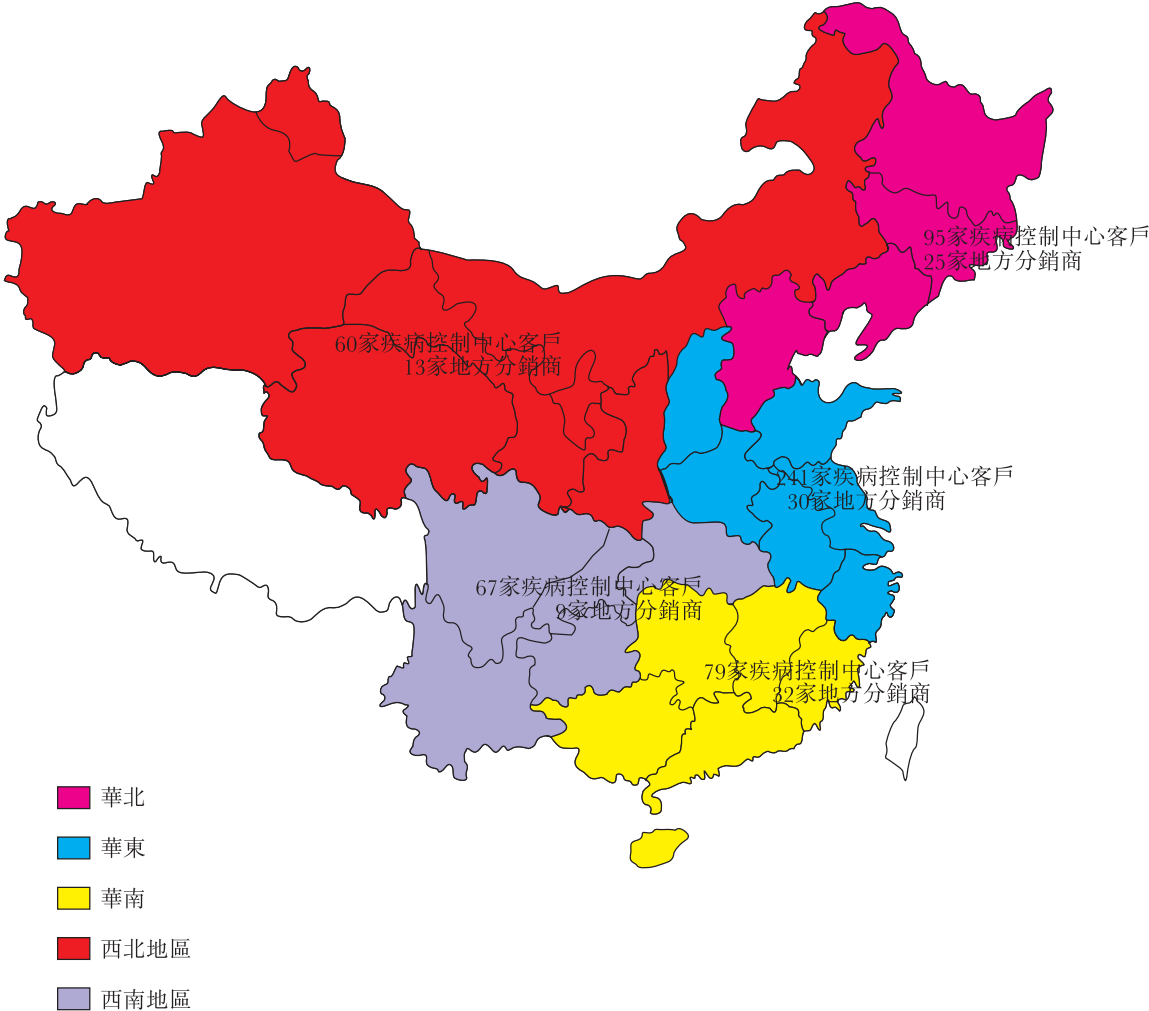 95家疾病控制中心客戶
25家地方分銷商
60家疾病控制中心客戶
13家地方分銷商
241家疾病控制中心客戶
30家地方分銷商
67家疾病控制中心客戶
9家地方分銷商
79家疾病控制中心客戶
32家地方分銷商
華北
華東
華南
西北地區
西南地區